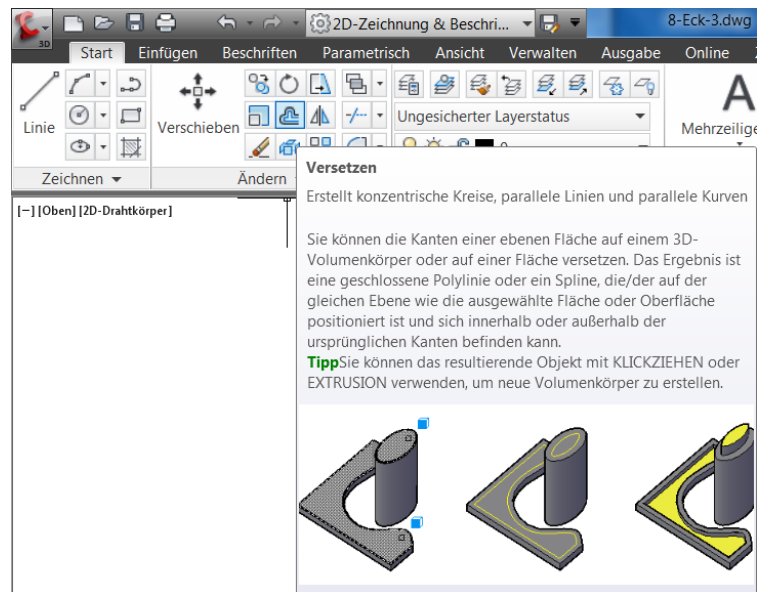 3D
2D-Zeichnung & Beschri...
8-Eck-3.dwg
Start Einfügen Beschriften Parametrisch Ansicht Verwalten Ausgabe Online
Linie
Verschieben
Ungesicherter Layerstatus
A
Mehrzeilige
Zeichnen
Ändern
[−] [Oben] [2D-Drahtkörper]
Versetzen
Erstellt konzentrische Kreise, parallele Linien und parallele Kurven
Sie können die Kanten einer ebenen Fläche auf einem 3D-
Volumenkörper oder auf einer Fläche versetzen. Das Ergebnis ist
eine geschlossene Polylinie oder ein Spline, die/der auf der
gleichen Ebene wie die ausgewählte Fläche oder Oberfläche
positioniert ist und sich innerhalb oder außerhalb der
ursprünglichen Kanten befinden kann.
TippSie können das resultierende Objekt mit KLICKZIEHEN oder
EXTRUSION verwenden, um neue Volumenkörper zu erstellen.